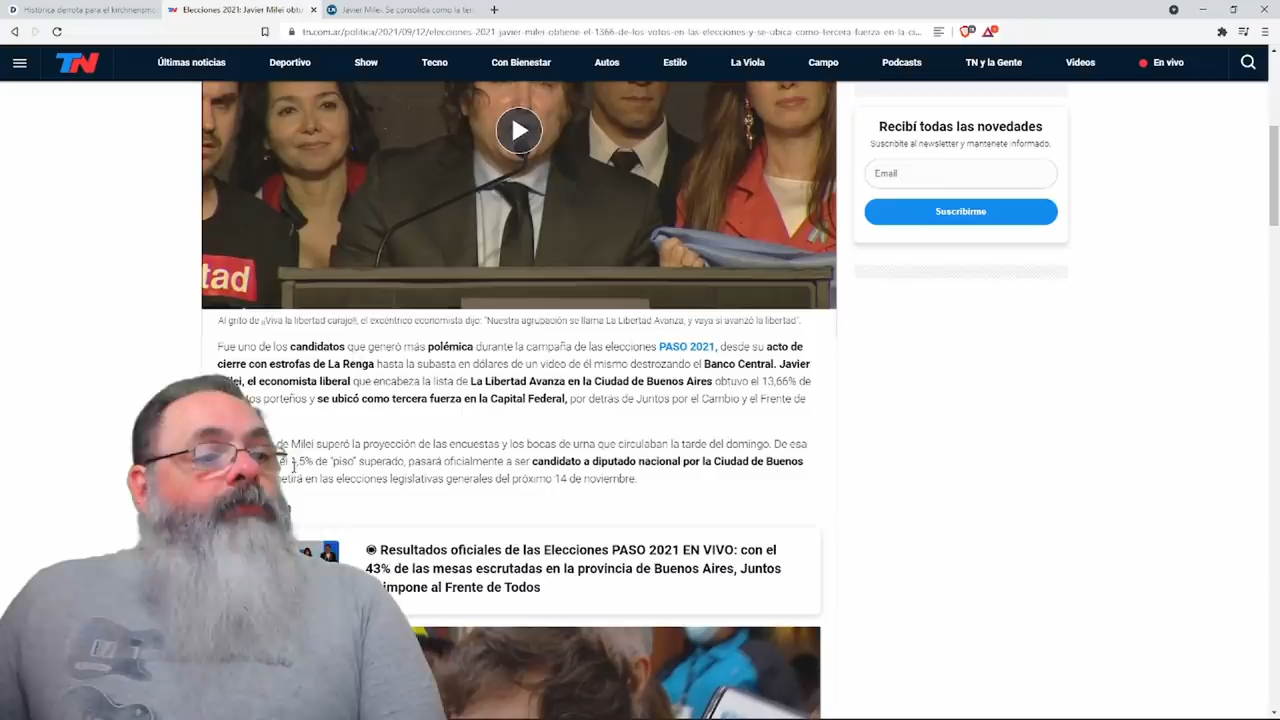 Histórica derrota para el kirchnerismo
Elecciones 2021: Javier Milei obtu
Javier Milei. Se consolida como la ter
tn.com.ar/politica/2021/09/12/elecciones-2021-javier-milei-obtiene-el-1366-de-los-votos-en-las-elecciones-y-se-ubica-como-tercera-fuerza-en-la-ci...
TN Últimas noticias Deportivo Show Tecno Con Bienestar Autos Estilo La Viola Campo Podcasts TN y la Gente Videos En vivo
Recibí todas las novedades
Suscribite al newsletter y mantenete informado.
Email
Suscribirme
tad
Al grito de ¡¡Viva la libertad carajo!!, el excéntrico economista dijo: "Nuestra agrupación se llama La Libertad Avanza, y vaya si avanzó la libertad".
Fue uno de los candidatos que generó más polémica durante la campaña de las elecciones PASO 2021, desde su acto de
cierre con estrofas de La Renga hasta la subasta en dólares de un video de él mismo destrozando el Banco Central. Javier
ilei, el economista liberal que encabeza la lista de La Libertad Avanza en la Ciudad de Buenos Aires obtuvo el 13,66% de
tos porteños y se ubicó como tercera fuerza en la Capital Federal, por detrás de Juntos por el Cambio y el Frente de
de Milei superó la proyección de las encuestas y los bocas de urna que circulaban la tarde del domingo. De esa
el 1,5% de "piso" superado, pasará oficialmente a ser candidato a diputado nacional por la Ciudad de Buenos
petirá en las elecciones legislativas generales del próximo 14 de noviembre.
Resultados oficiales de las Elecciones PASO 2021 EN VIVO: con el
43% de las mesas escrutadas en la provincia de Buenos Aires, Juntos
impone al Frente de Todos